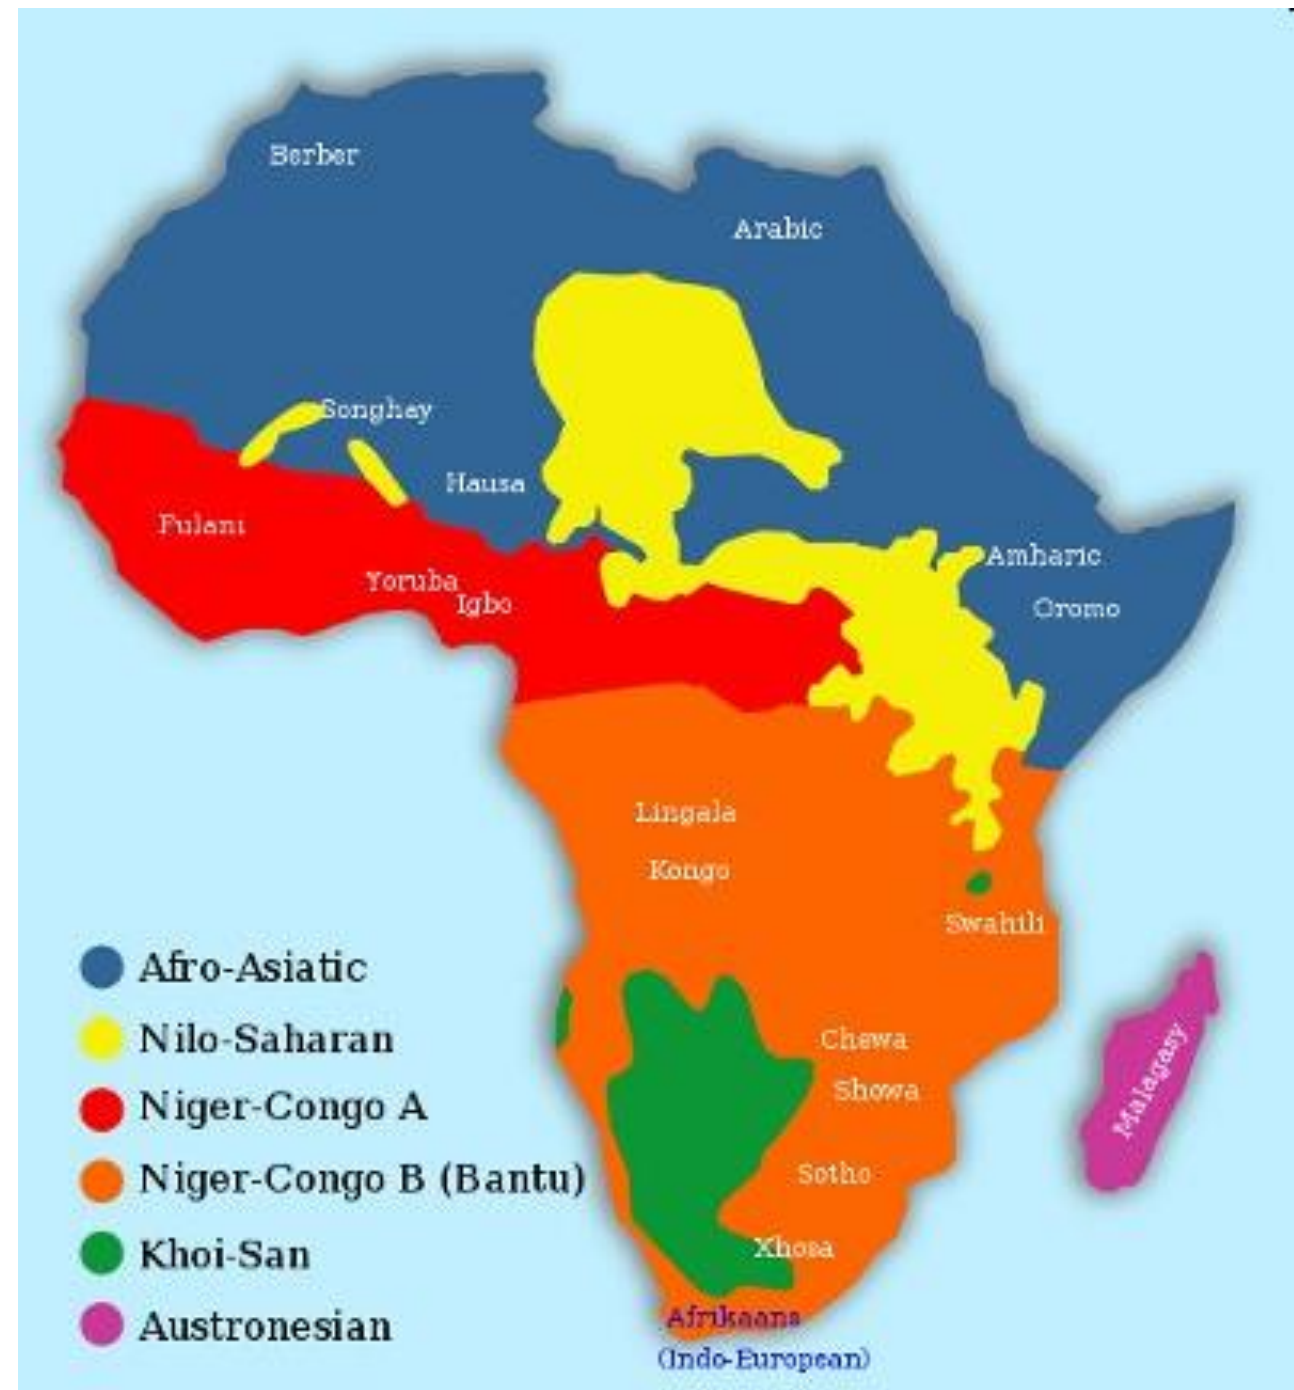 Berber
Arabic
Songhay
Hausa
Fulani
Yoruba
Igbo
Amharic
Oromo
Lingala
Kongo
Swahili
Chewa
Showa
Sotho
Xhosa
Malagasy
Afrikaans
(Indo-European)
Afro-Asiatic
Nilo-Saharan
Niger-Congo A
Niger-Congo B (Bantu)
Khoi-San
Austronesian